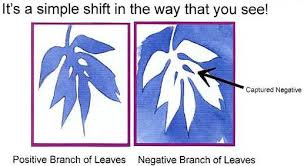 It's a simple shift in the way that you see!
Captured Negative
Positive Branch of Leaves
Negative Branch of Leaves